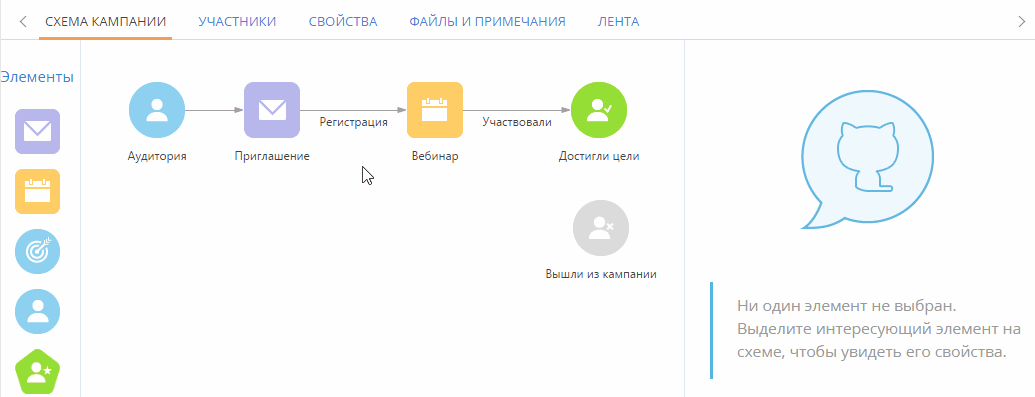 СХЕМА КАМПАНИИ УЧАСТНИКИ СВОЙСТВА ФАЙЛЫ И ПРИМЕЧАНИЯ ЛЕНТА
Элементы
Регистрация
Участвовали
Аудитория
Приглашение
Вебинар
Достигли цели
Вышли из кампании
Ни один элемент не выбран.
Выделите интересующий элемент на
схеме, чтобы увидеть его свойства.